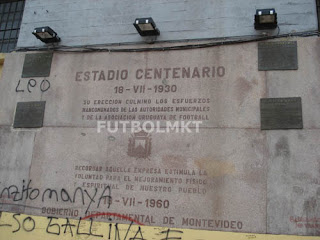 ESTADIO CENTENARIO
18-VII-1930
SU ERECCION CULMINO LOS ESFUERZOS
MANCOMUNADOS DE LAS AUTORIDADES MUNICIPALES
Y DE LA ASOCIACION URUGUAYA DE FOOTBALL
LEO
FUTBOLMKT
AQUELLA EMPRESA ESTIMULA LA
VOLUNTAD PARA EL MEJORAMIENTO FISICO
ESPIRITUAL DE NUESTRO PUEBLO
-VII-1960
GOBIERNO DEPARTAMENTAL DE MONTEVIDEO
manyA
GALLINA